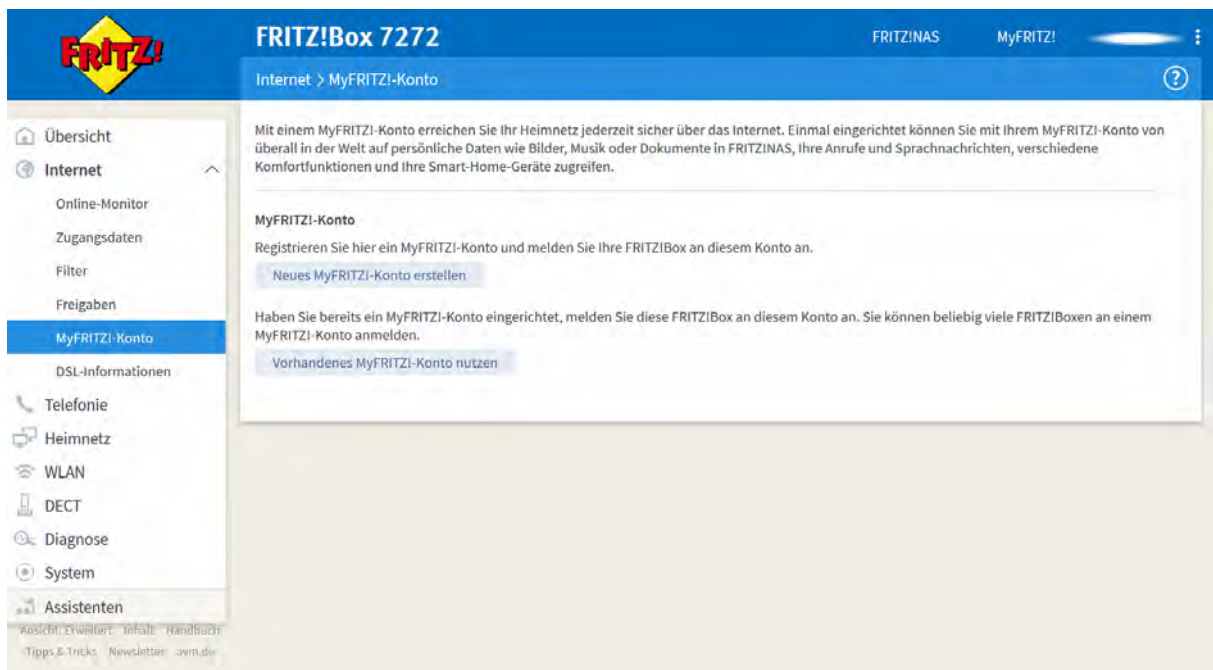 FRITZ!
FRITZ!Box 7272
FRITZ!NAS
MyFRITZ!
Internet > MyFRITZ!-Konto
?
Übersicht
Internet
Online-Monitor
Zugangsdaten
Filter
Freigaben
MyFRITZ!-Konto
DSL-Informationen
Telefonie
Heimnetz
WLAN
DECT
Diagnose
System
Assistenten
Ansicht: Erweitert Inhalt Handbuch
Tipps & Tricks Newsletter avm.de
Mit einem MyFRITZ!-Konto erreichen Sie Ihr Heimnetz jederzeit sicher über das Internet. Einmal eingerichtet können Sie mit Ihrem MyFRITZ!-Konto von
überall in der Welt auf persönliche Daten wie Bilder, Musik oder Dokumente in FRITZ!NAS, Ihre Anrufe und Sprachnachrichten, verschiedene
Komfortfunktionen und Ihre Smart-Home-Geräte zugreifen.
MyFRITZ!-Konto
Registrieren Sie hier ein MyFRITZ!-Konto und melden Sie Ihre FRITZ!Box an diesem Konto an.
Neues MyFRITZ!-Konto erstellen
Haben Sie bereits ein MyFRITZ!-Konto eingerichtet, melden Sie diese FRITZ!Box an diesem Konto an. Sie können beliebig viele FRITZ!Boxen an einem
MyFRITZ!-Konto anmelden.
Vorhandenes MyFRITZ!-Konto nutzen